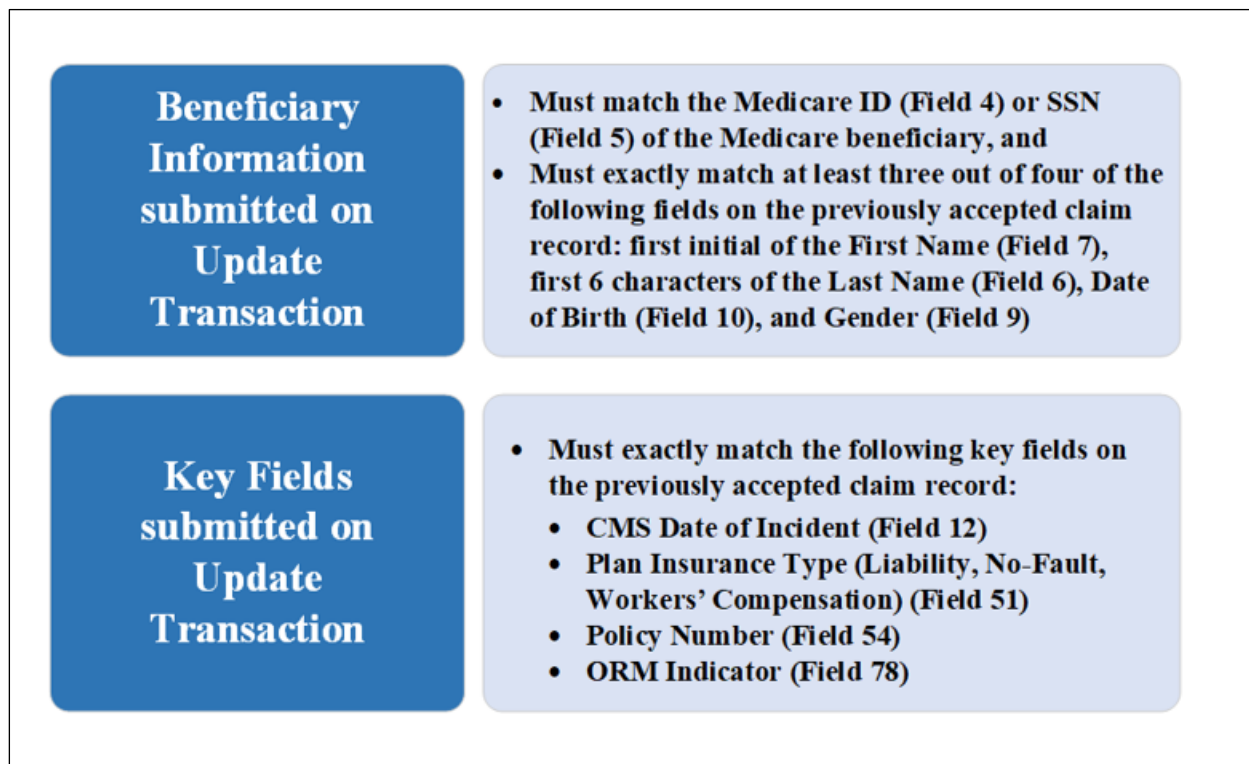 Beneficiary
Information
submitted on
Update
Transaction
• Must match the Medicare ID (Field 4) or SSN
(Field 5) of the Medicare beneficiary, and
• Must exactly match at least three out of four of the
following fields on the previously accepted claim
record: first initial of the First Name (Field 7),
first 6 characters of the Last Name (Field 6), Date
of Birth (Field 10), and Gender (Field 9)
Key Fields
submitted on
Update
Transaction
• Must exactly match the following key fields on
the previously accepted claim record:
• CMS Date of Incident (Field 12)
• Plan Insurance Type (Liability, No-Fault,
Workers’ Compensation) (Field 51)
• Policy Number (Field 54)
• ORM Indicator (Field 78)